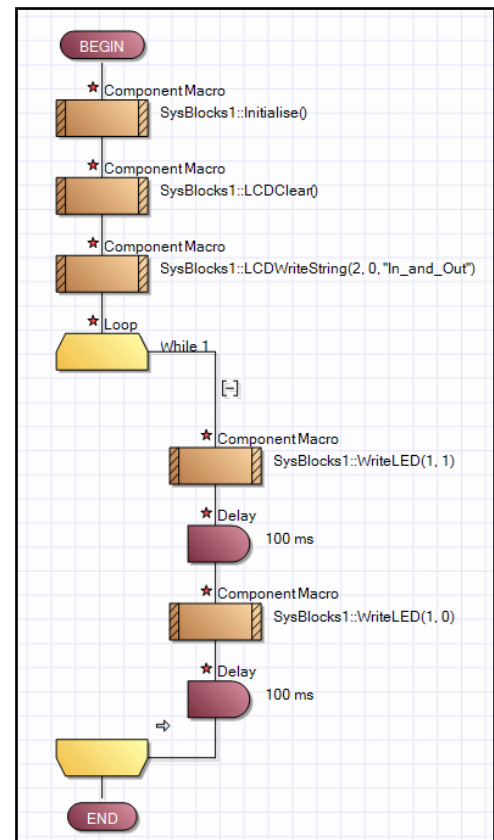 BEGIN
Component Macro
SysBlocks1::Initialise()
Component Macro
SysBlocks1::LCDClear()
Component Macro
SysBlocks1::LCDWriteString(2, 0, "In_and_Out")
Loop
While 1
[-]
Component Macro
SysBlocks1::WriteLED(1, 1)
Delay
100 ms
Component Macro
SysBlocks1::WriteLED(1, 0)
Delay
100 ms
END